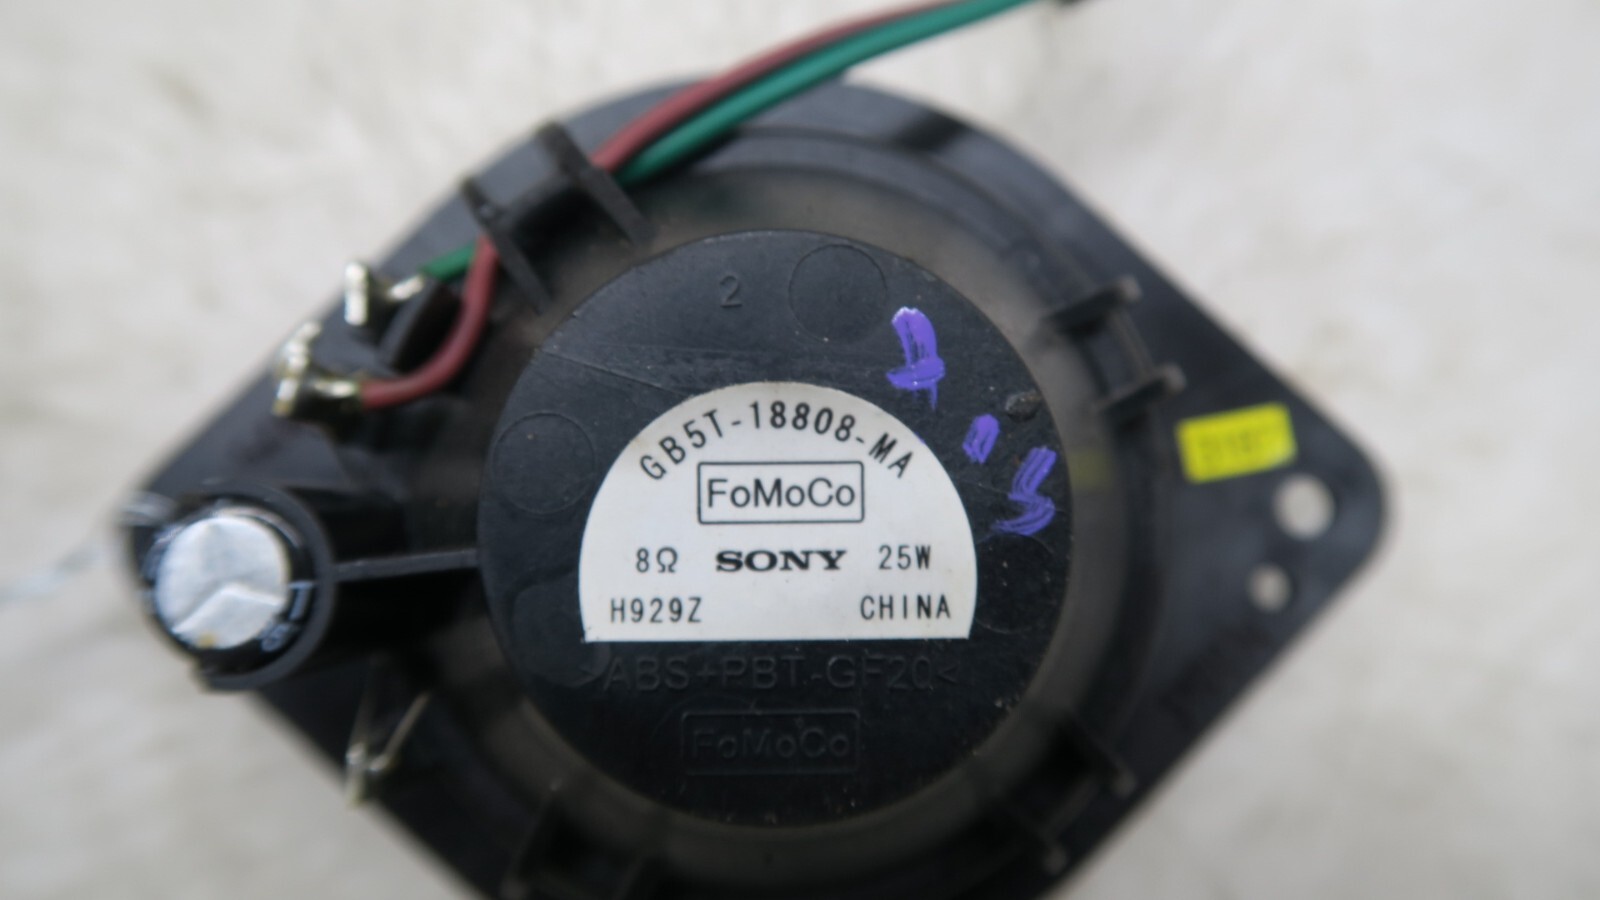 2
GB5T-18808-MA
FoMoCo
8Ω SONY 25W
H929Z CHINA
>ABS+PBT-GF20<
FoMoCo